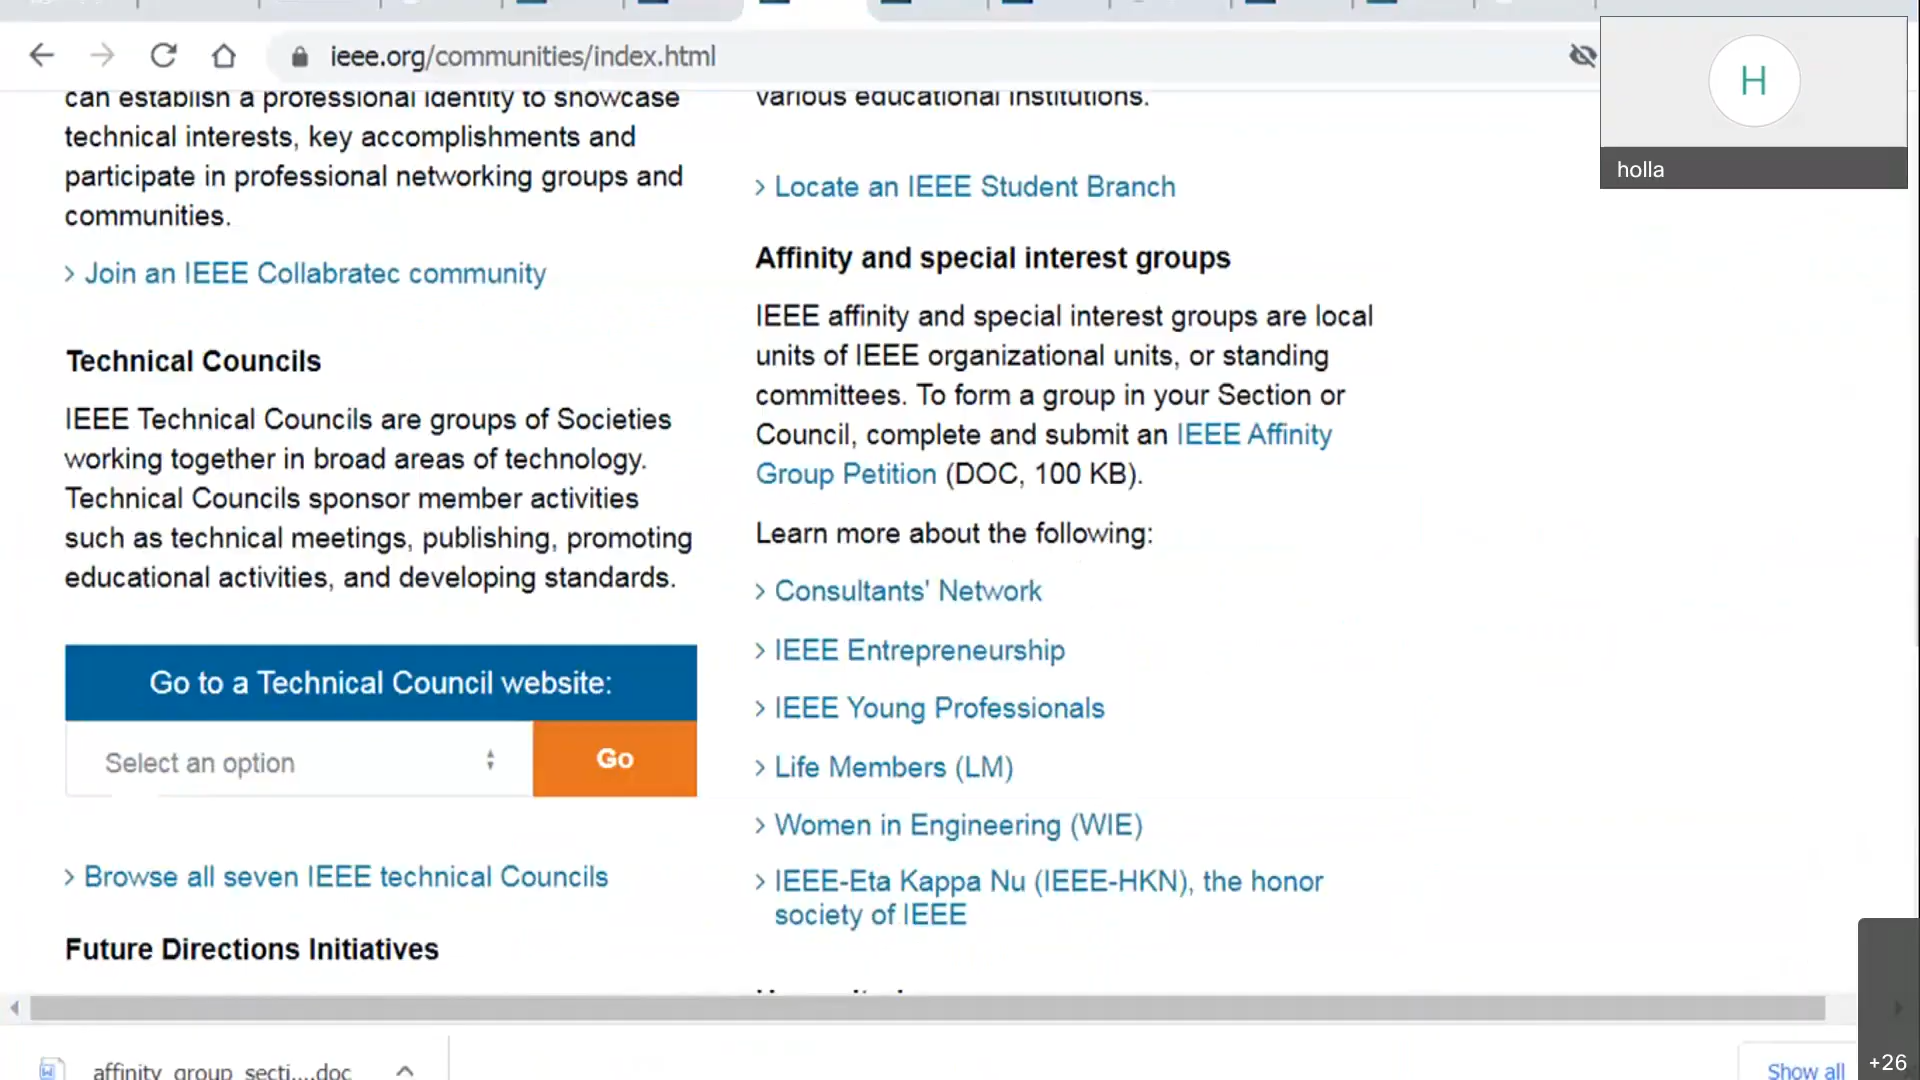 ieee.org/communities/index.html
H
holla
can establish a professional identity to showcase
technical interests, key accomplishments and
participate in professional networking groups and
communities.
> Join an IEEE Collabratec community
Technical Councils
IEEE Technical Councils are groups of Societies
working together in broad areas of technology.
Technical Councils sponsor member activities
such as technical meetings, publishing, promoting
educational activities, and developing standards.
Go to a Technical Council website:
Select an option
Go
> Browse all seven IEEE technical Councils
Future Directions Initiatives
various educational institutions.
> Locate an IEEE Student Branch
Affinity and special interest groups
IEEE affinity and special interest groups are local
units of IEEE organizational units, or standing
committees. To form a group in your Section or
Council, complete and submit an IEEE Affinity
Group Petition (DOC, 100 KB).
Learn more about the following:
> Consultants' Network
> IEEE Entrepreneurship
> IEEE Young Professionals
> Life Members (LM)
> Women in Engineering (WIE)
> IEEE-Eta Kappa Nu (IEEE-HKN), the honor
society of IEEE
affinity_group_secti....doc
Show all
+26